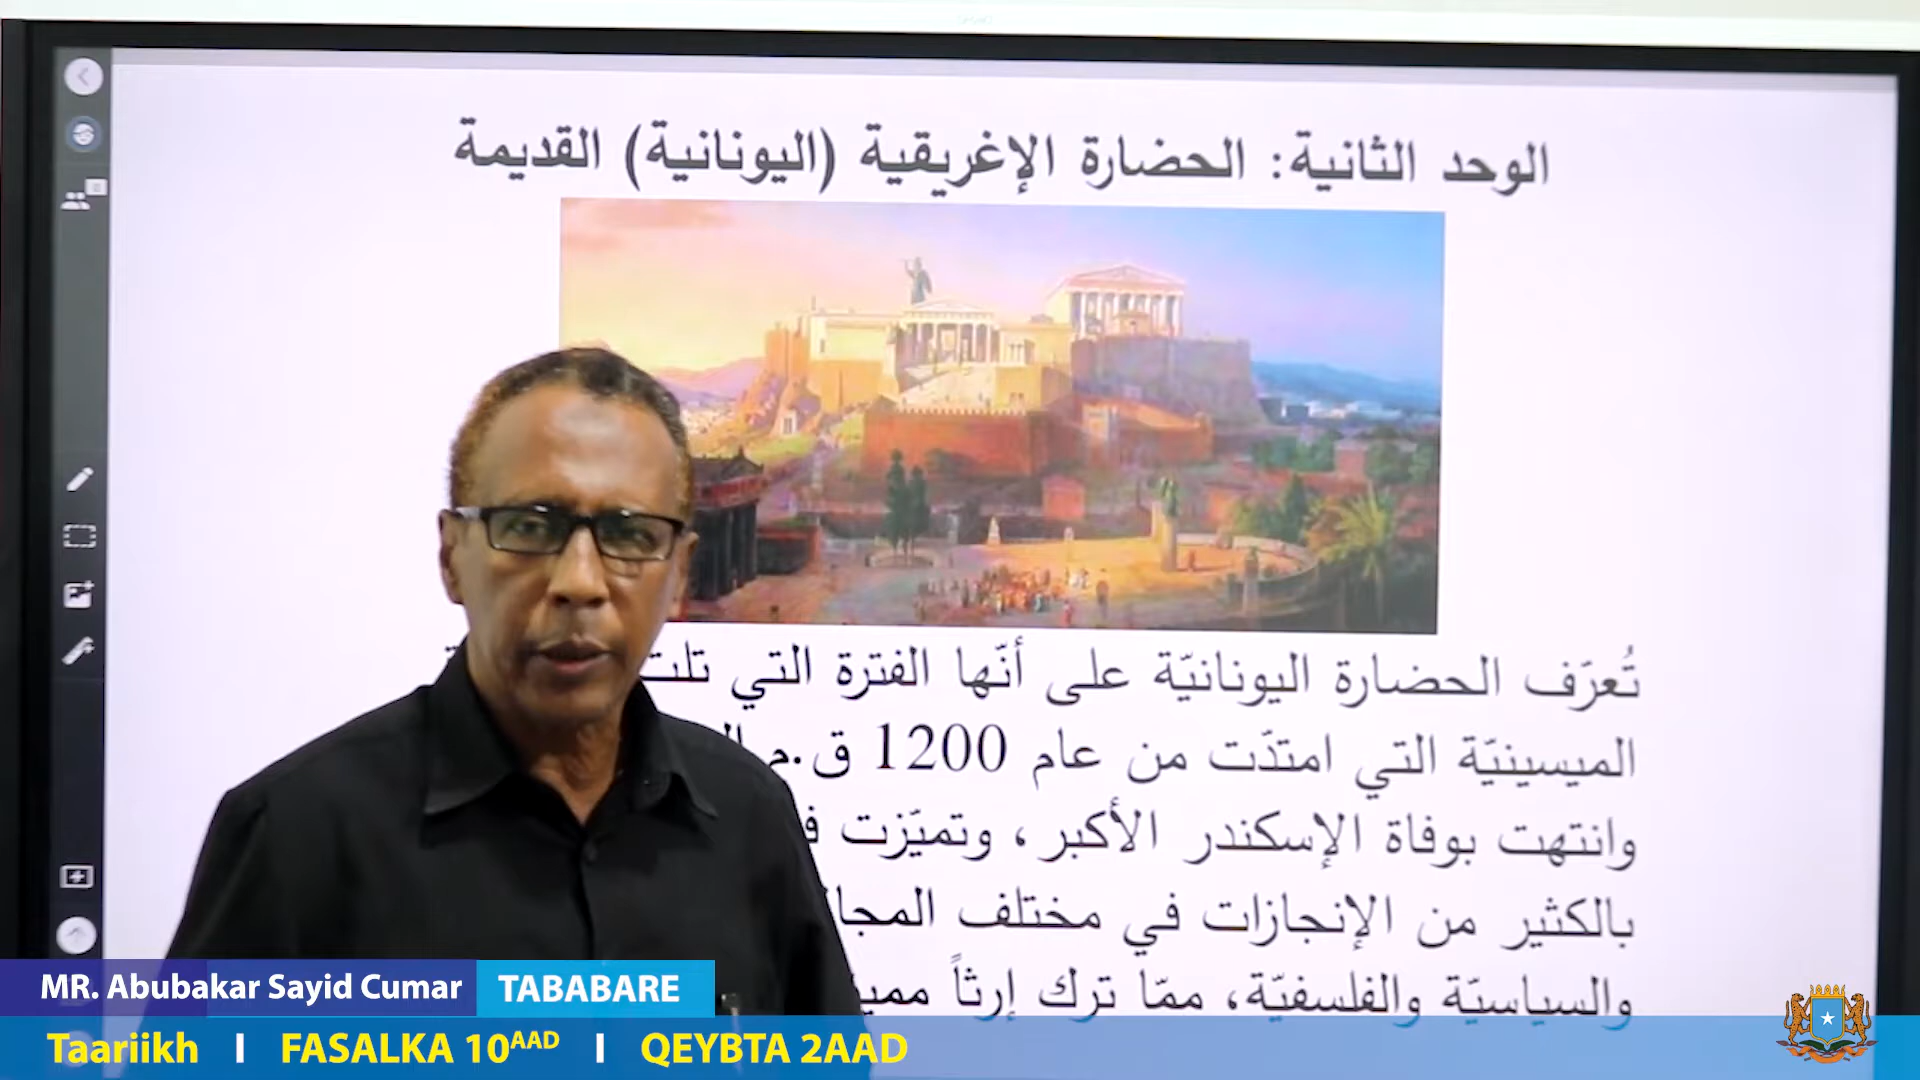 الوحد الثانية: الحضارة الإغريقية (اليونانية) القديمة
تُعرَف الحضارة اليونانيّة على أنّها الفترة التي تلت
الميسينيّة التي امتدّت من عام 1200 ق.م
وانتهت بوفاة الإسكندر الأكبر، وتميّزت
بالكثير من الإنجازات في مختلف
والسياسيّة والفلسفيّة، ممّا ترك إرثاً
MR. Abubakar Sayid Cumar TABABARE
Taariikh I FASALKA 10AAD I QEYBTA 2AAD